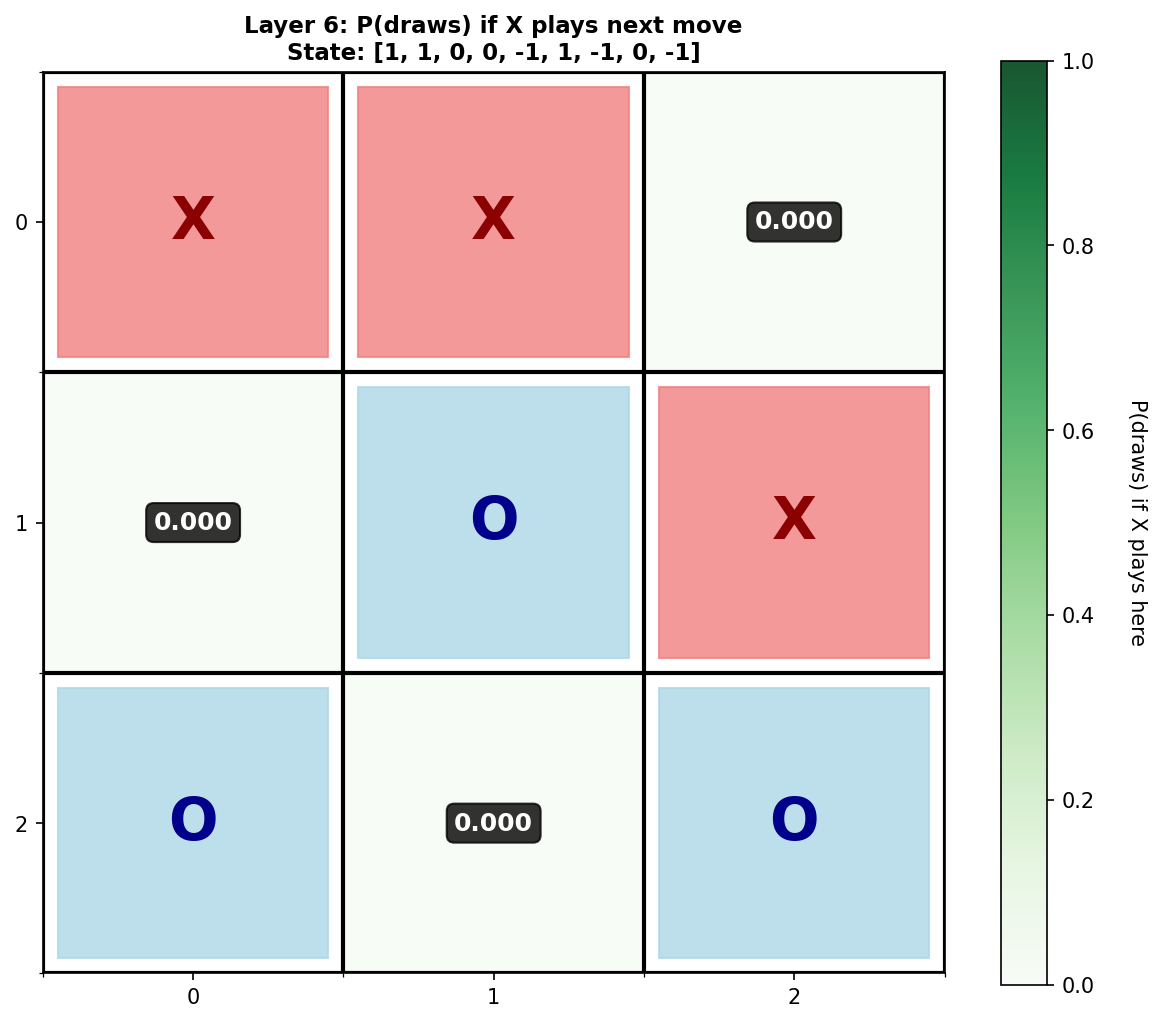 Layer 6: P(draws) if X plays next move
State: [1, 1, 0, 0, -1, 1, -1, 0, -1]
X
X
0.000
0.000
O
X
O
0.000
O
0
1
2
0
1
2
1.0
0.8
0.6
0.4
0.2
0.0
P(draws) if X plays here